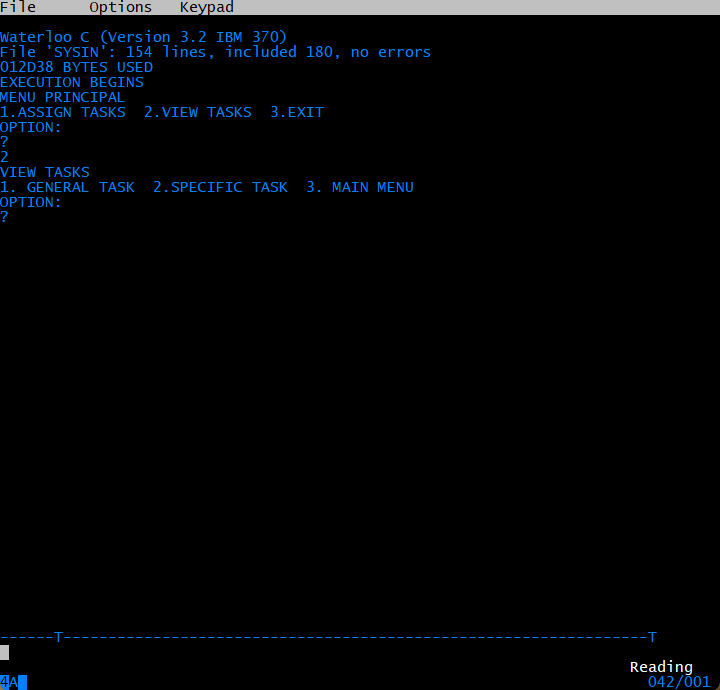 File      Options   Keypad
Waterloo C (Version 3.2 IBM 370)
File 'SYSIN': 154 lines, included 180, no errors
012D38 BYTES USED
EXECUTION BEGINS
MENU PRINCIPAL
1.ASSIGN TASKS  2.VIEW TASKS  3.EXIT
OPTION:
?
2
VIEW TASKS
1. GENERAL TASK  2.SPECIFIC TASK  3. MAIN MENU
OPTION:
?
------T-----------------------------------------------------------------T
Reading
4A 042/001